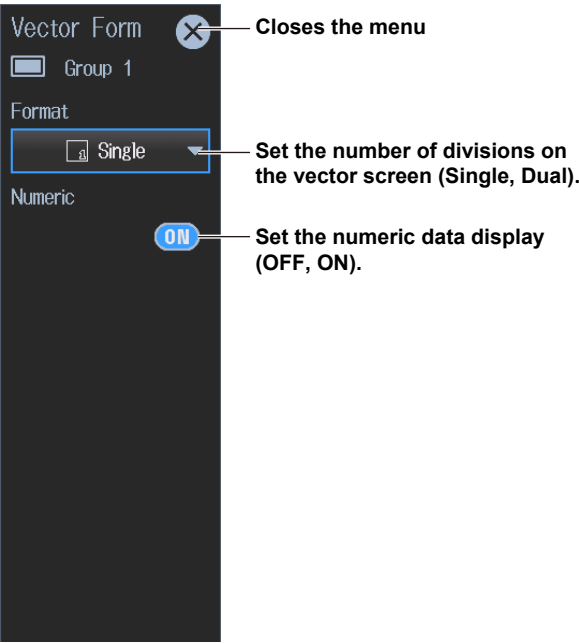 Vector Form
Closes the menu
Group 1
Format
1 Single
Set the number of divisions on
the vector screen (Single, Dual).
Numeric
ON
Set the numeric data display
(OFF, ON).